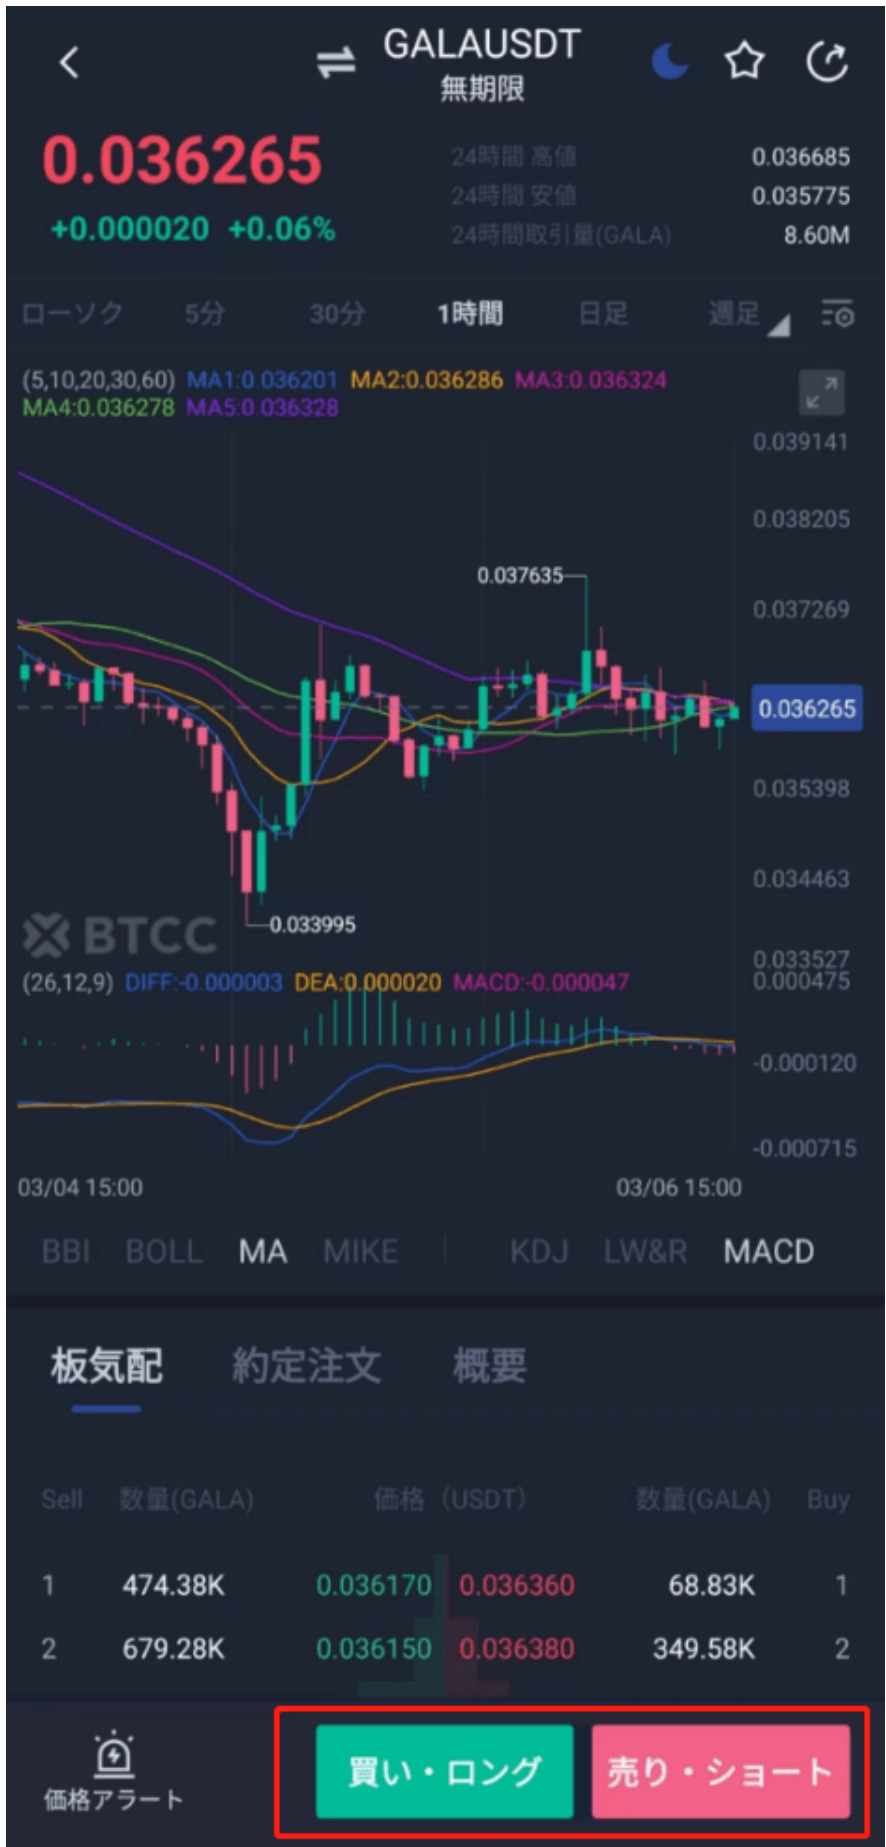 GALAUSDT
無期限
0.036265
+0.000020 +0.06%
24時間 高値 0.036685
24時間 安値 0.035775
24時間取引量(GALA) 8.60M
ローソク 5分 30分 1時間 日足 週足
(5,10,20,30,60) MA1:0.036201 MA2:0.036286 MA3:0.036324
MA4:0.036278 MA5:0.036328
0.039141
0.038205
0.037635
0.037269
0.036265
0.035398
0.034463
0.033995
BTCC
0.033527
(26,12,9) DIFF:-0.000003 DEA:0.000020 MACD:-0.000047 0.000475
-0.000120
-0.000715
03/04 15:00 03/06 15:00
BBI BOLL MA MIKE KDJ LW&R MACD
板気配 約定注文 概要
Sell 数量(GALA) 価格（USDT） 数量(GALA) Buy
1 474.38K 0.036170 0.036360 68.83K 1
2 679.28K 0.036150 0.036380 349.58K 2
価格アラート 買い・ロング 売り・ショート